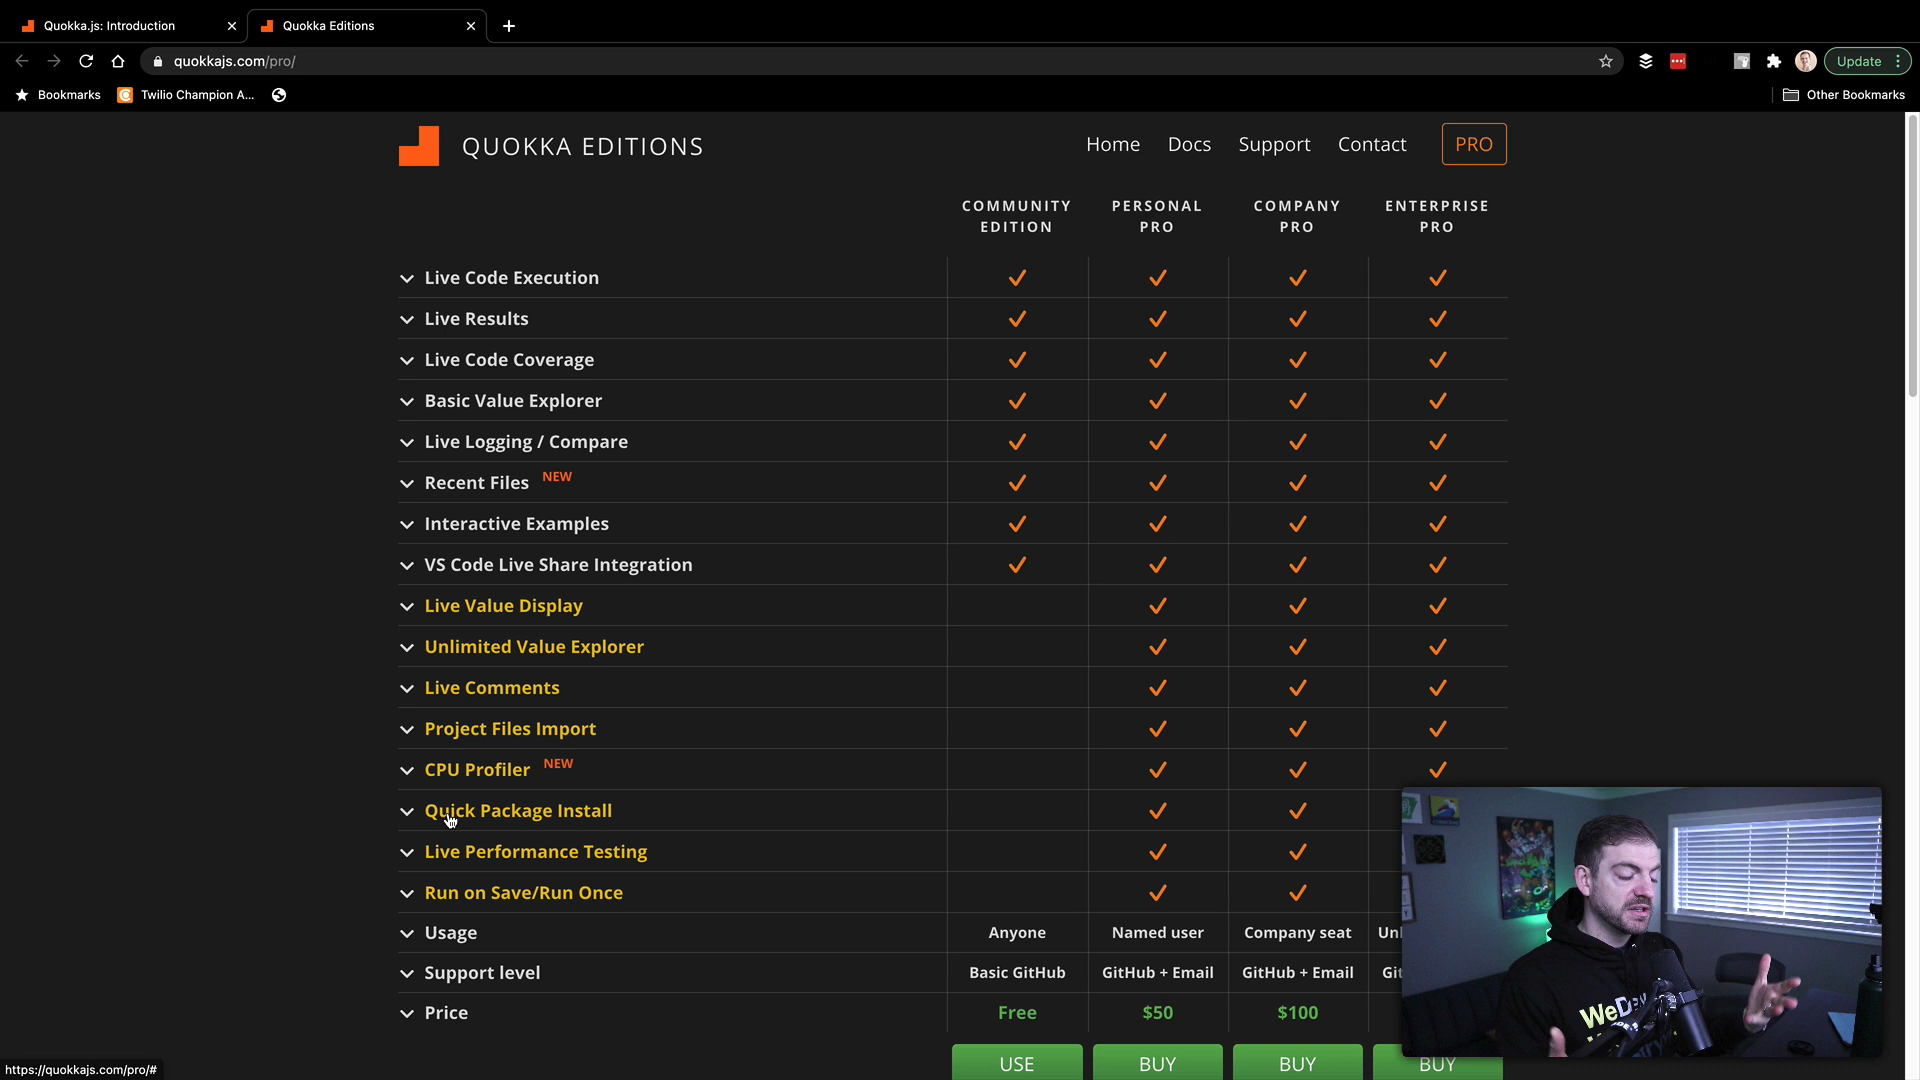 Quokka.js: Introduction
Quokka Editions
quokkajs.com/pro/
Update
Bookmarks
Twilio Champion A...
Other Bookmarks
QUOKKA EDITIONS
Home
Docs
Support
Contact
PRO
COMMUNITY EDITION
PERSONAL PRO
COMPANY PRO
ENTERPRISE PRO
Live Code Execution
Live Results
Live Code Coverage
Basic Value Explorer
Live Logging / Compare
Recent Files NEW
Interactive Examples
VS Code Live Share Integration
Live Value Display
Unlimited Value Explorer
Live Comments
Project Files Import
CPU Profiler NEW
Quick Package Install
Live Performance Testing
Run on Save/Run Once
Usage
Anyone
Named user
Company seat
Support level
Basic GitHub
GitHub + Email
GitHub + Email
Price
Free
$50
$100
USE
BUY
BUY
BUY
https://quokkajs.com/pro/#